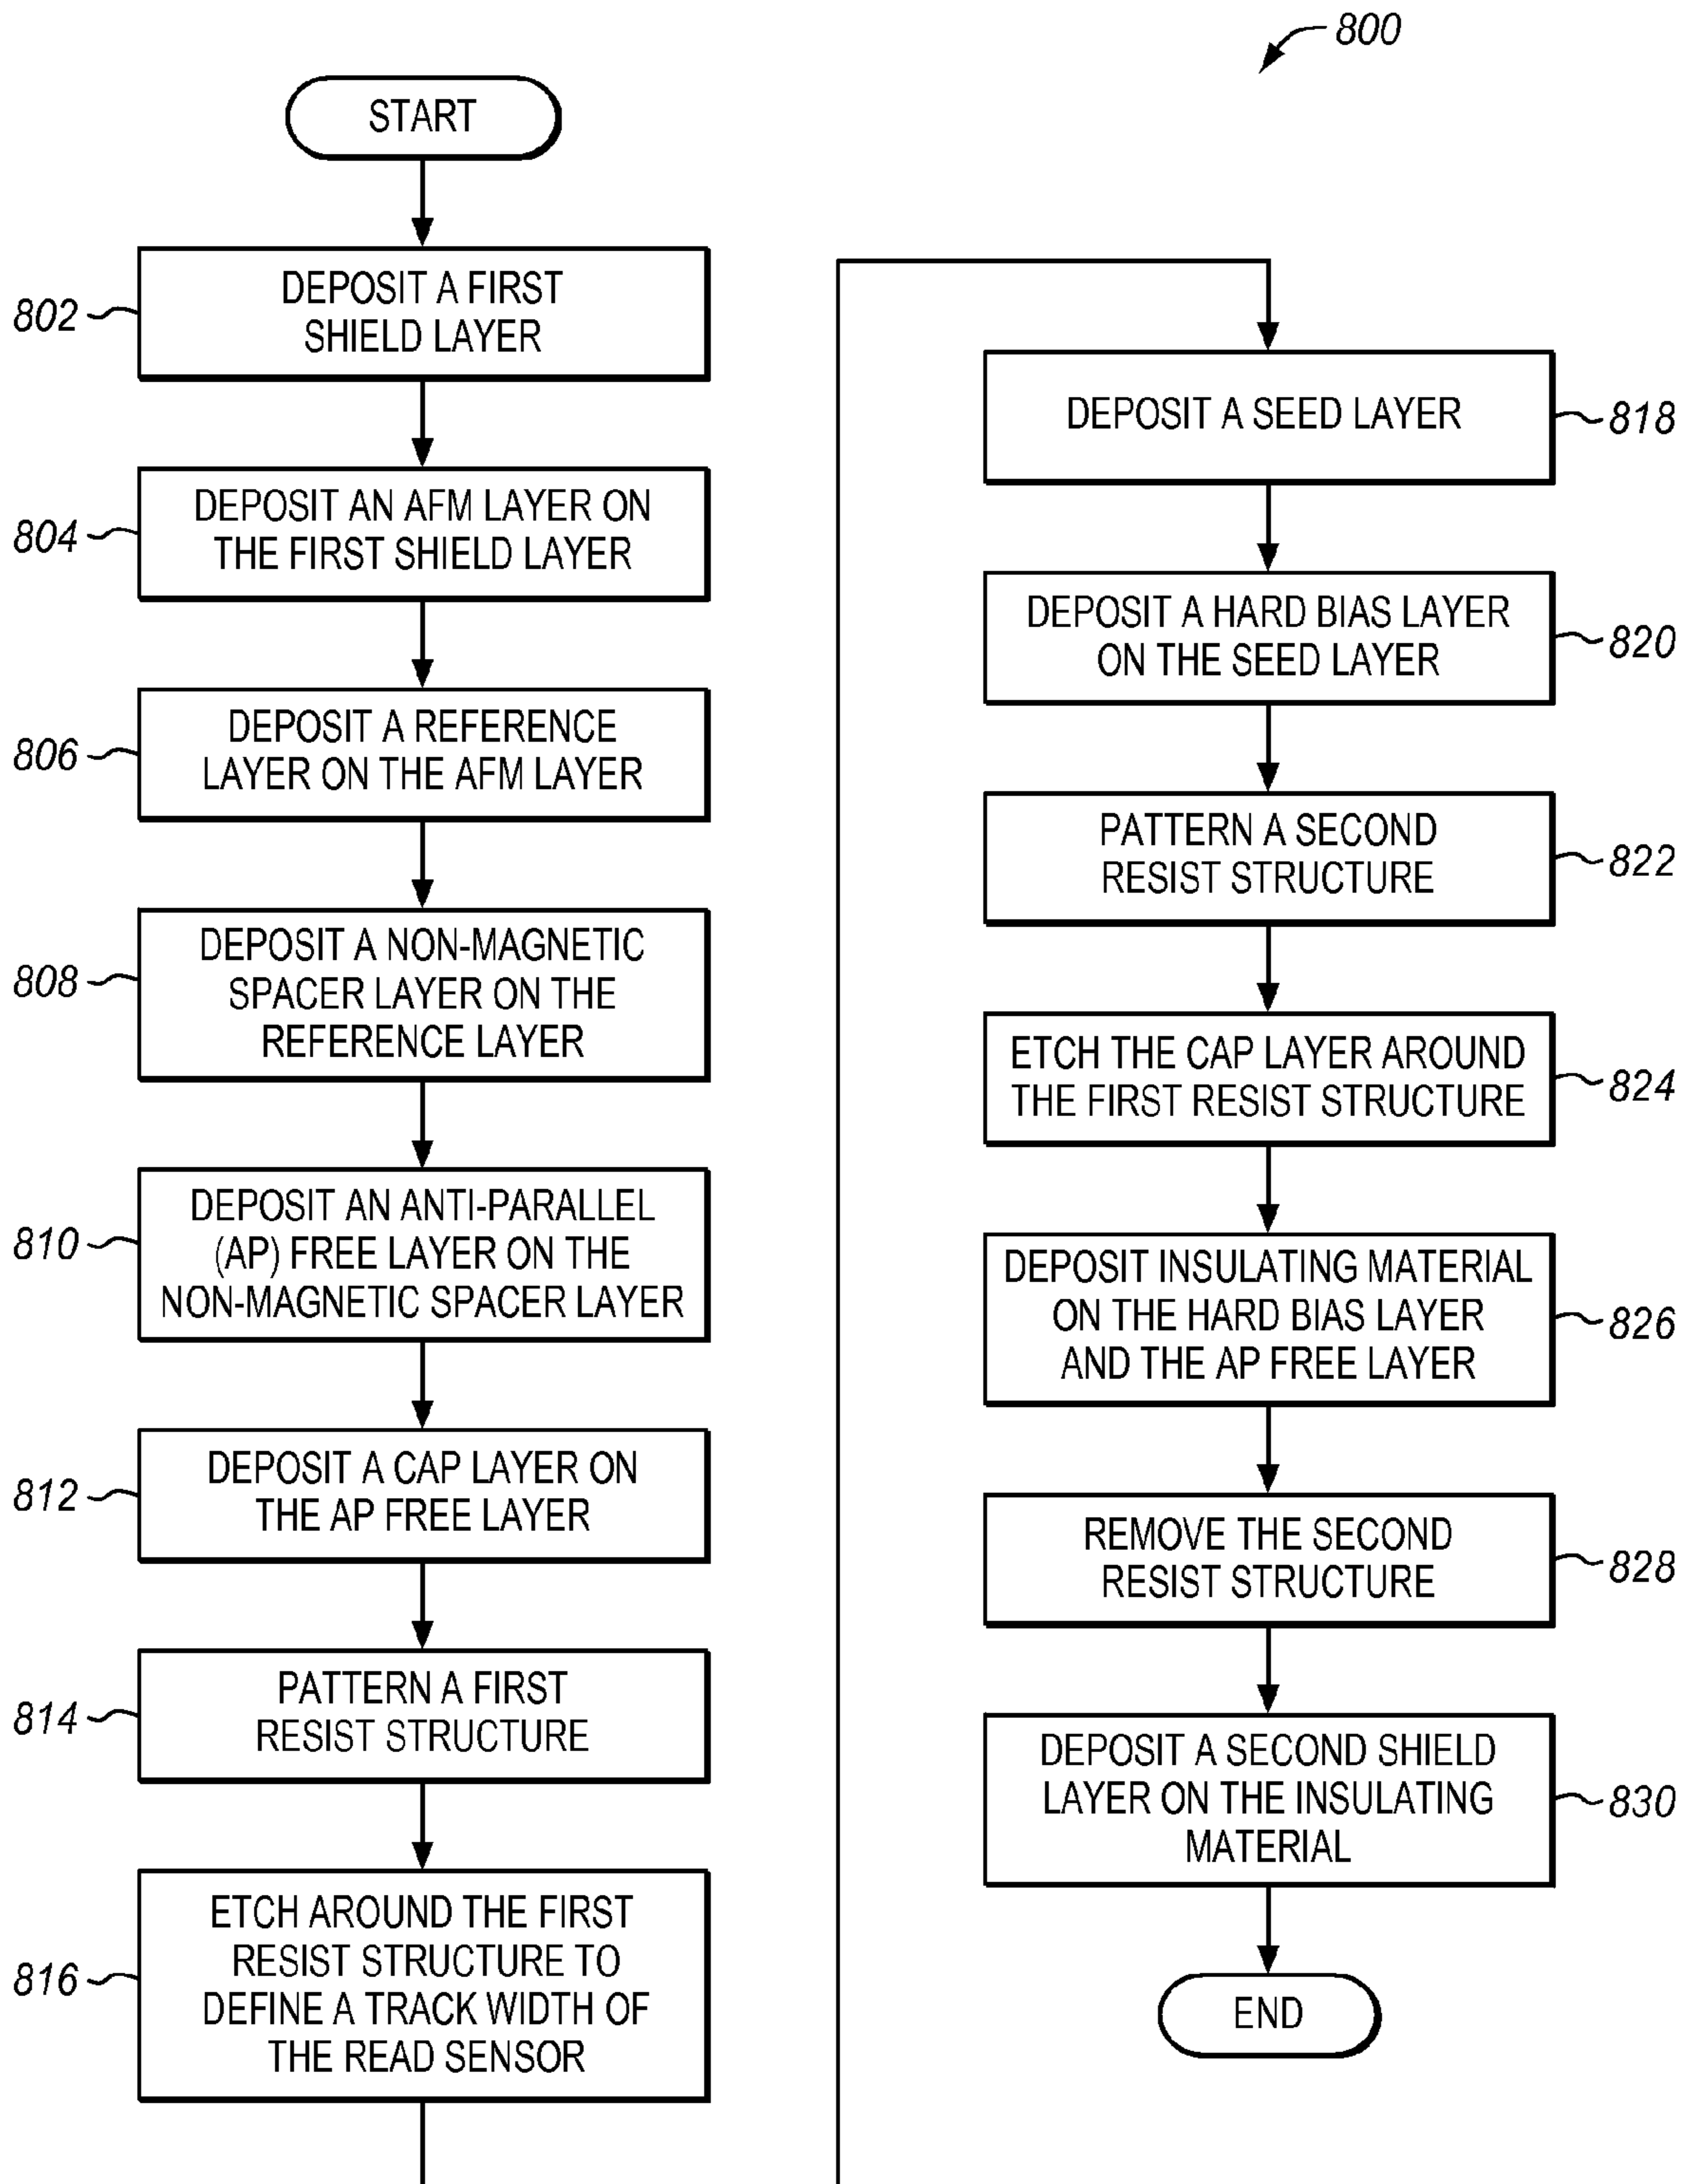 800
START
802
DEPOSIT A FIRST
SHIELD LAYER
804
DEPOSIT AN AFM LAYER ON
THE FIRST SHIELD LAYER
806
DEPOSIT A REFERENCE
LAYER ON THE AFM LAYER
808
DEPOSIT A NON-MAGNETIC
SPACER LAYER ON THE
REFERENCE LAYER
810
DEPOSIT AN ANTI-PARALLEL
(AP) FREE LAYER ON THE
NON-MAGNETIC SPACER LAYER
812
DEPOSIT A CAP LAYER ON
THE AP FREE LAYER
814
PATTERN A FIRST
RESIST STRUCTURE
816
ETCH AROUND THE FIRST
RESIST STRUCTURE TO
DEFINE A TRACK WIDTH OF
THE READ SENSOR
DEPOSIT A SEED LAYER
818
DEPOSIT A HARD BIAS LAYER
ON THE SEED LAYER
820
PATTERN A SECOND
RESIST STRUCTURE
822
ETCH THE CAP LAYER AROUND
THE FIRST RESIST STRUCTURE
824
DEPOSIT INSULATING MATERIAL
ON THE HARD BIAS LAYER
AND THE AP FREE LAYER
826
REMOVE THE SECOND
RESIST STRUCTURE
828
DEPOSIT A SECOND SHIELD
LAYER ON THE INSULATING
MATERIAL
830
END